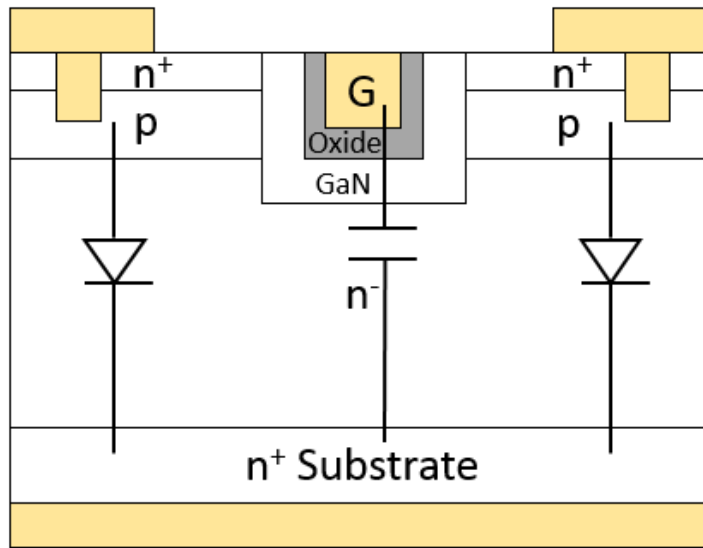 n⁺
n⁺
G
p
p
Oxide
GaN
n⁻
n⁺ Substrate